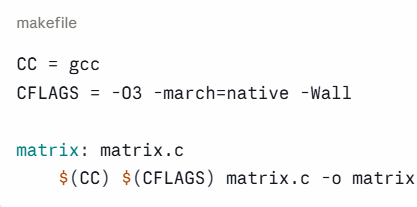 makefile
CC = gcc
CFLAGS = -O3 -march=native -Wall
matrix: matrix.c
    $(CC) $(CFLAGS) matrix.c -o matrix